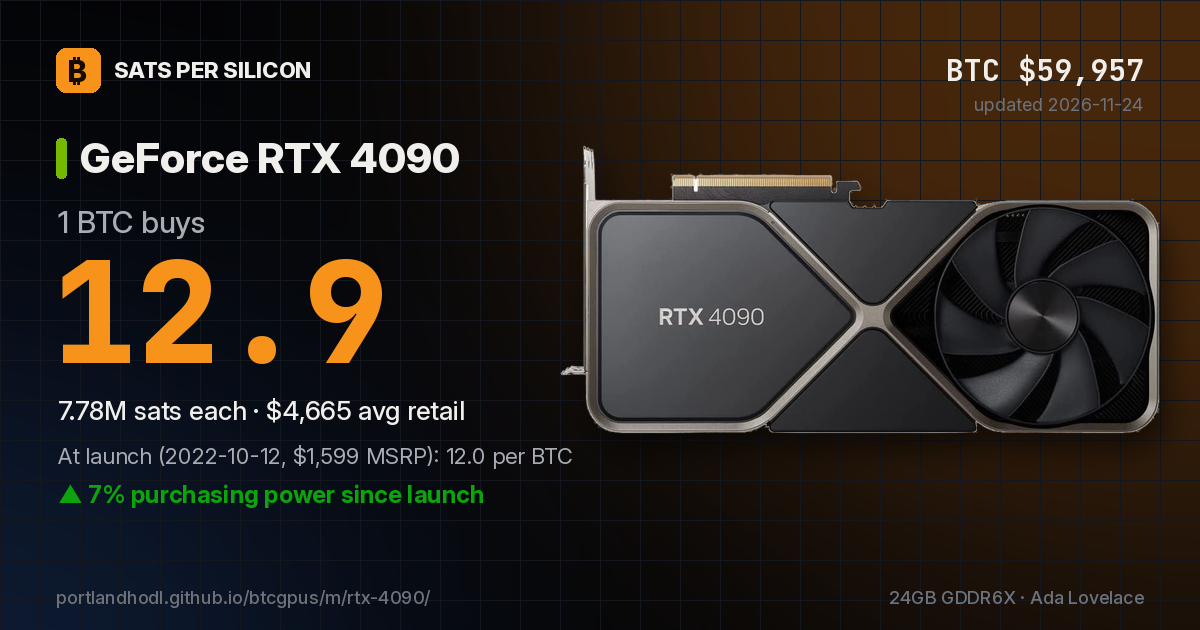 ₿ SATS PER SILICON
BTC $59,957
updated 2026-11-24
GeForce RTX 4090
1 BTC buys
12.9
7.78M sats each · $4,665 avg retail
At launch (2022-10-12, $1,599 MSRP): 12.0 per BTC
▲ 7% purchasing power since launch
RTX 4090
portlandhodl.github.io/btcgpus/m/rtx-4090/
24GB GDDR6X · Ada Lovelace